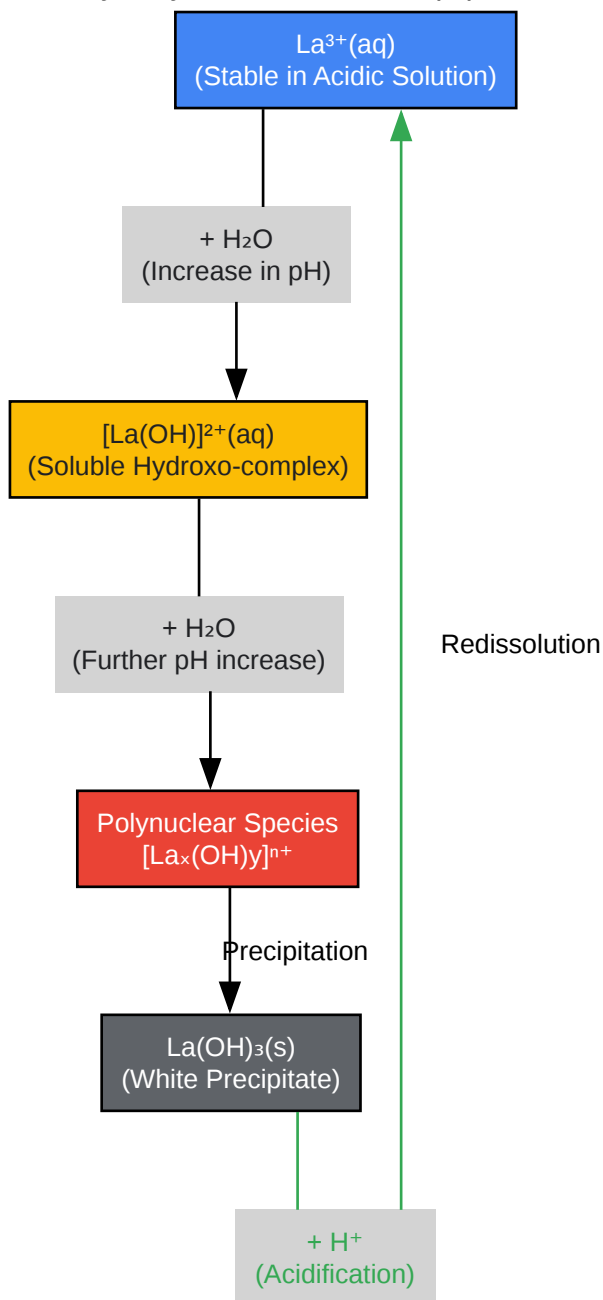 La³⁺(aq)
(Stable in Acidic Solution)
+ H₂O
(Increase in pH)
[La(OH)]²⁺(aq)
(Soluble Hydroxo-complex)
+ H₂O
(Further pH increase)
Redissolution
Polynuclear Species
[Laₓ(OH)y]ⁿ⁺
Precipitation
La(OH)₃(s)
(White Precipitate)
+ H⁺
(Acidification)